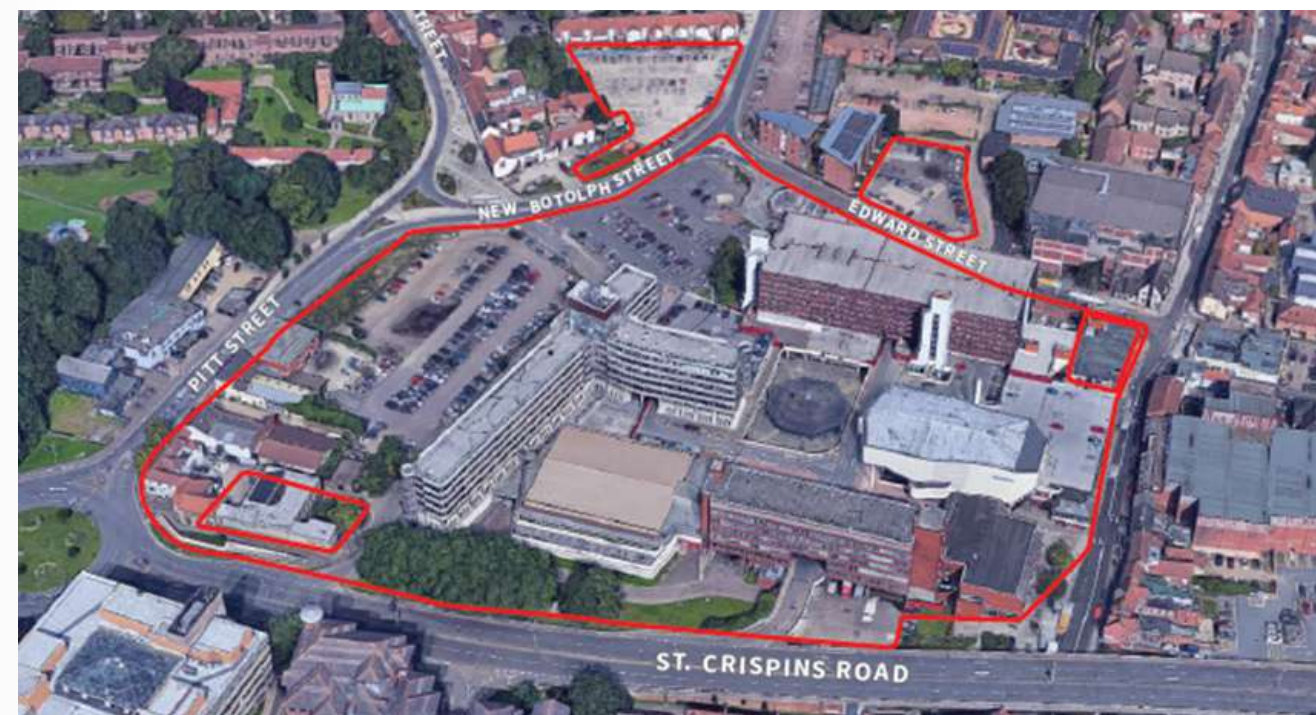 STREET
NEW BOTOLPH STREET
EDWARD STREET
PITT STREET
ST. CRISPINS ROAD